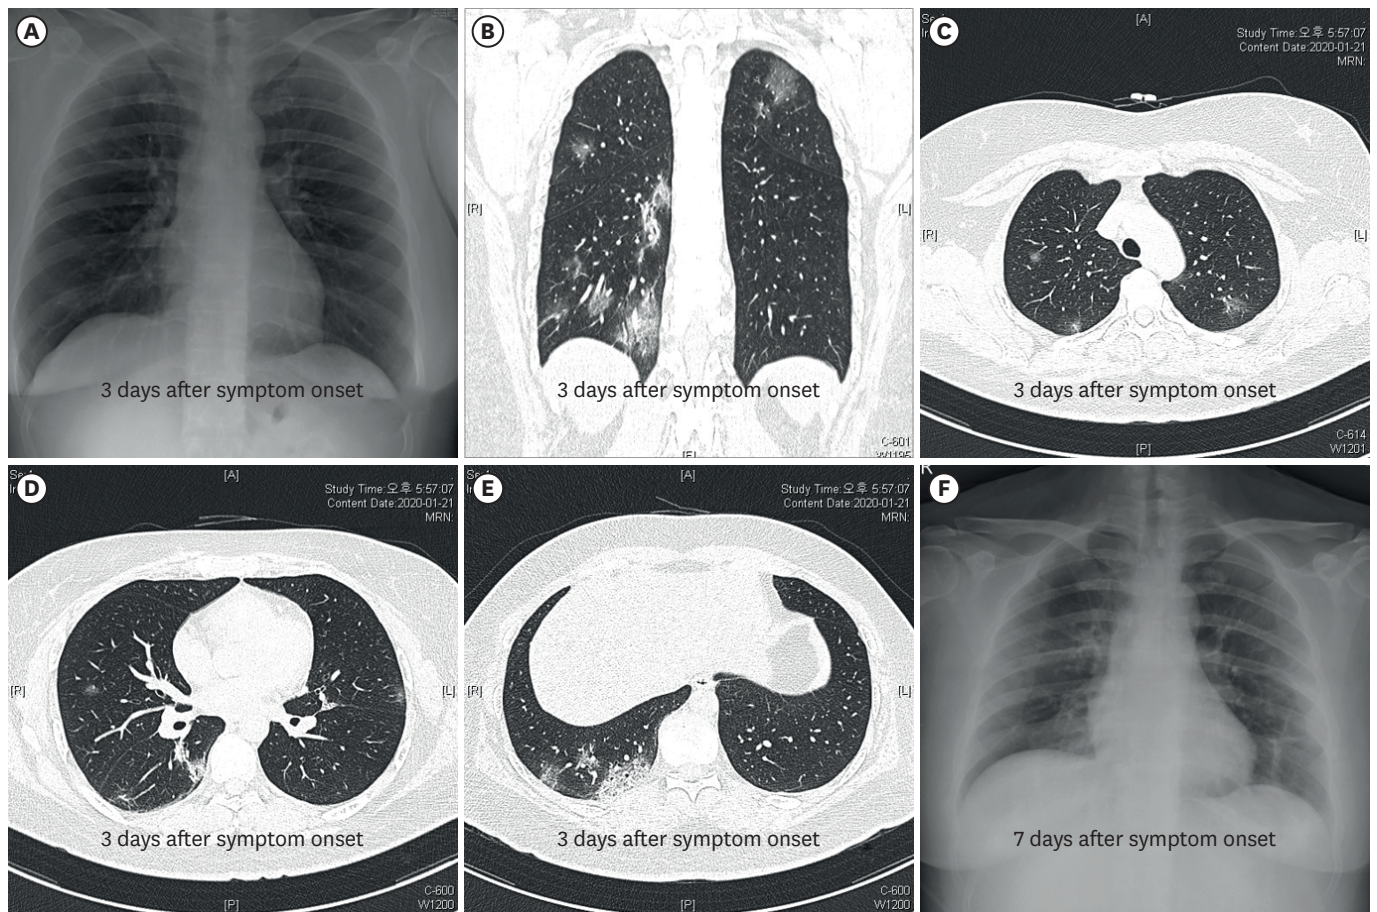 A
3 days after symptom onset
B
[R]
[L]
3 days after symptom onset
C-601
W1195
C
[A]
Study Time:오후 5:57:07
Content Date:2020-01-21
MRN:
[R]
[L]
3 days after symptom onset
[P]
C-614
W1201
D
[A]
Study Time:오후 5:57:07
Content Date:2020-01-21
MRN:
[R]
[L]
3 days after symptom onset
[P]
C-600
W1200
E
[A]
Study Time:오후 5:57:07
Content Date:2020-01-21
MRN:
[R]
[L]
3 days after symptom onset
[P]
C-600
W1200
F
R
7 days after symptom onset